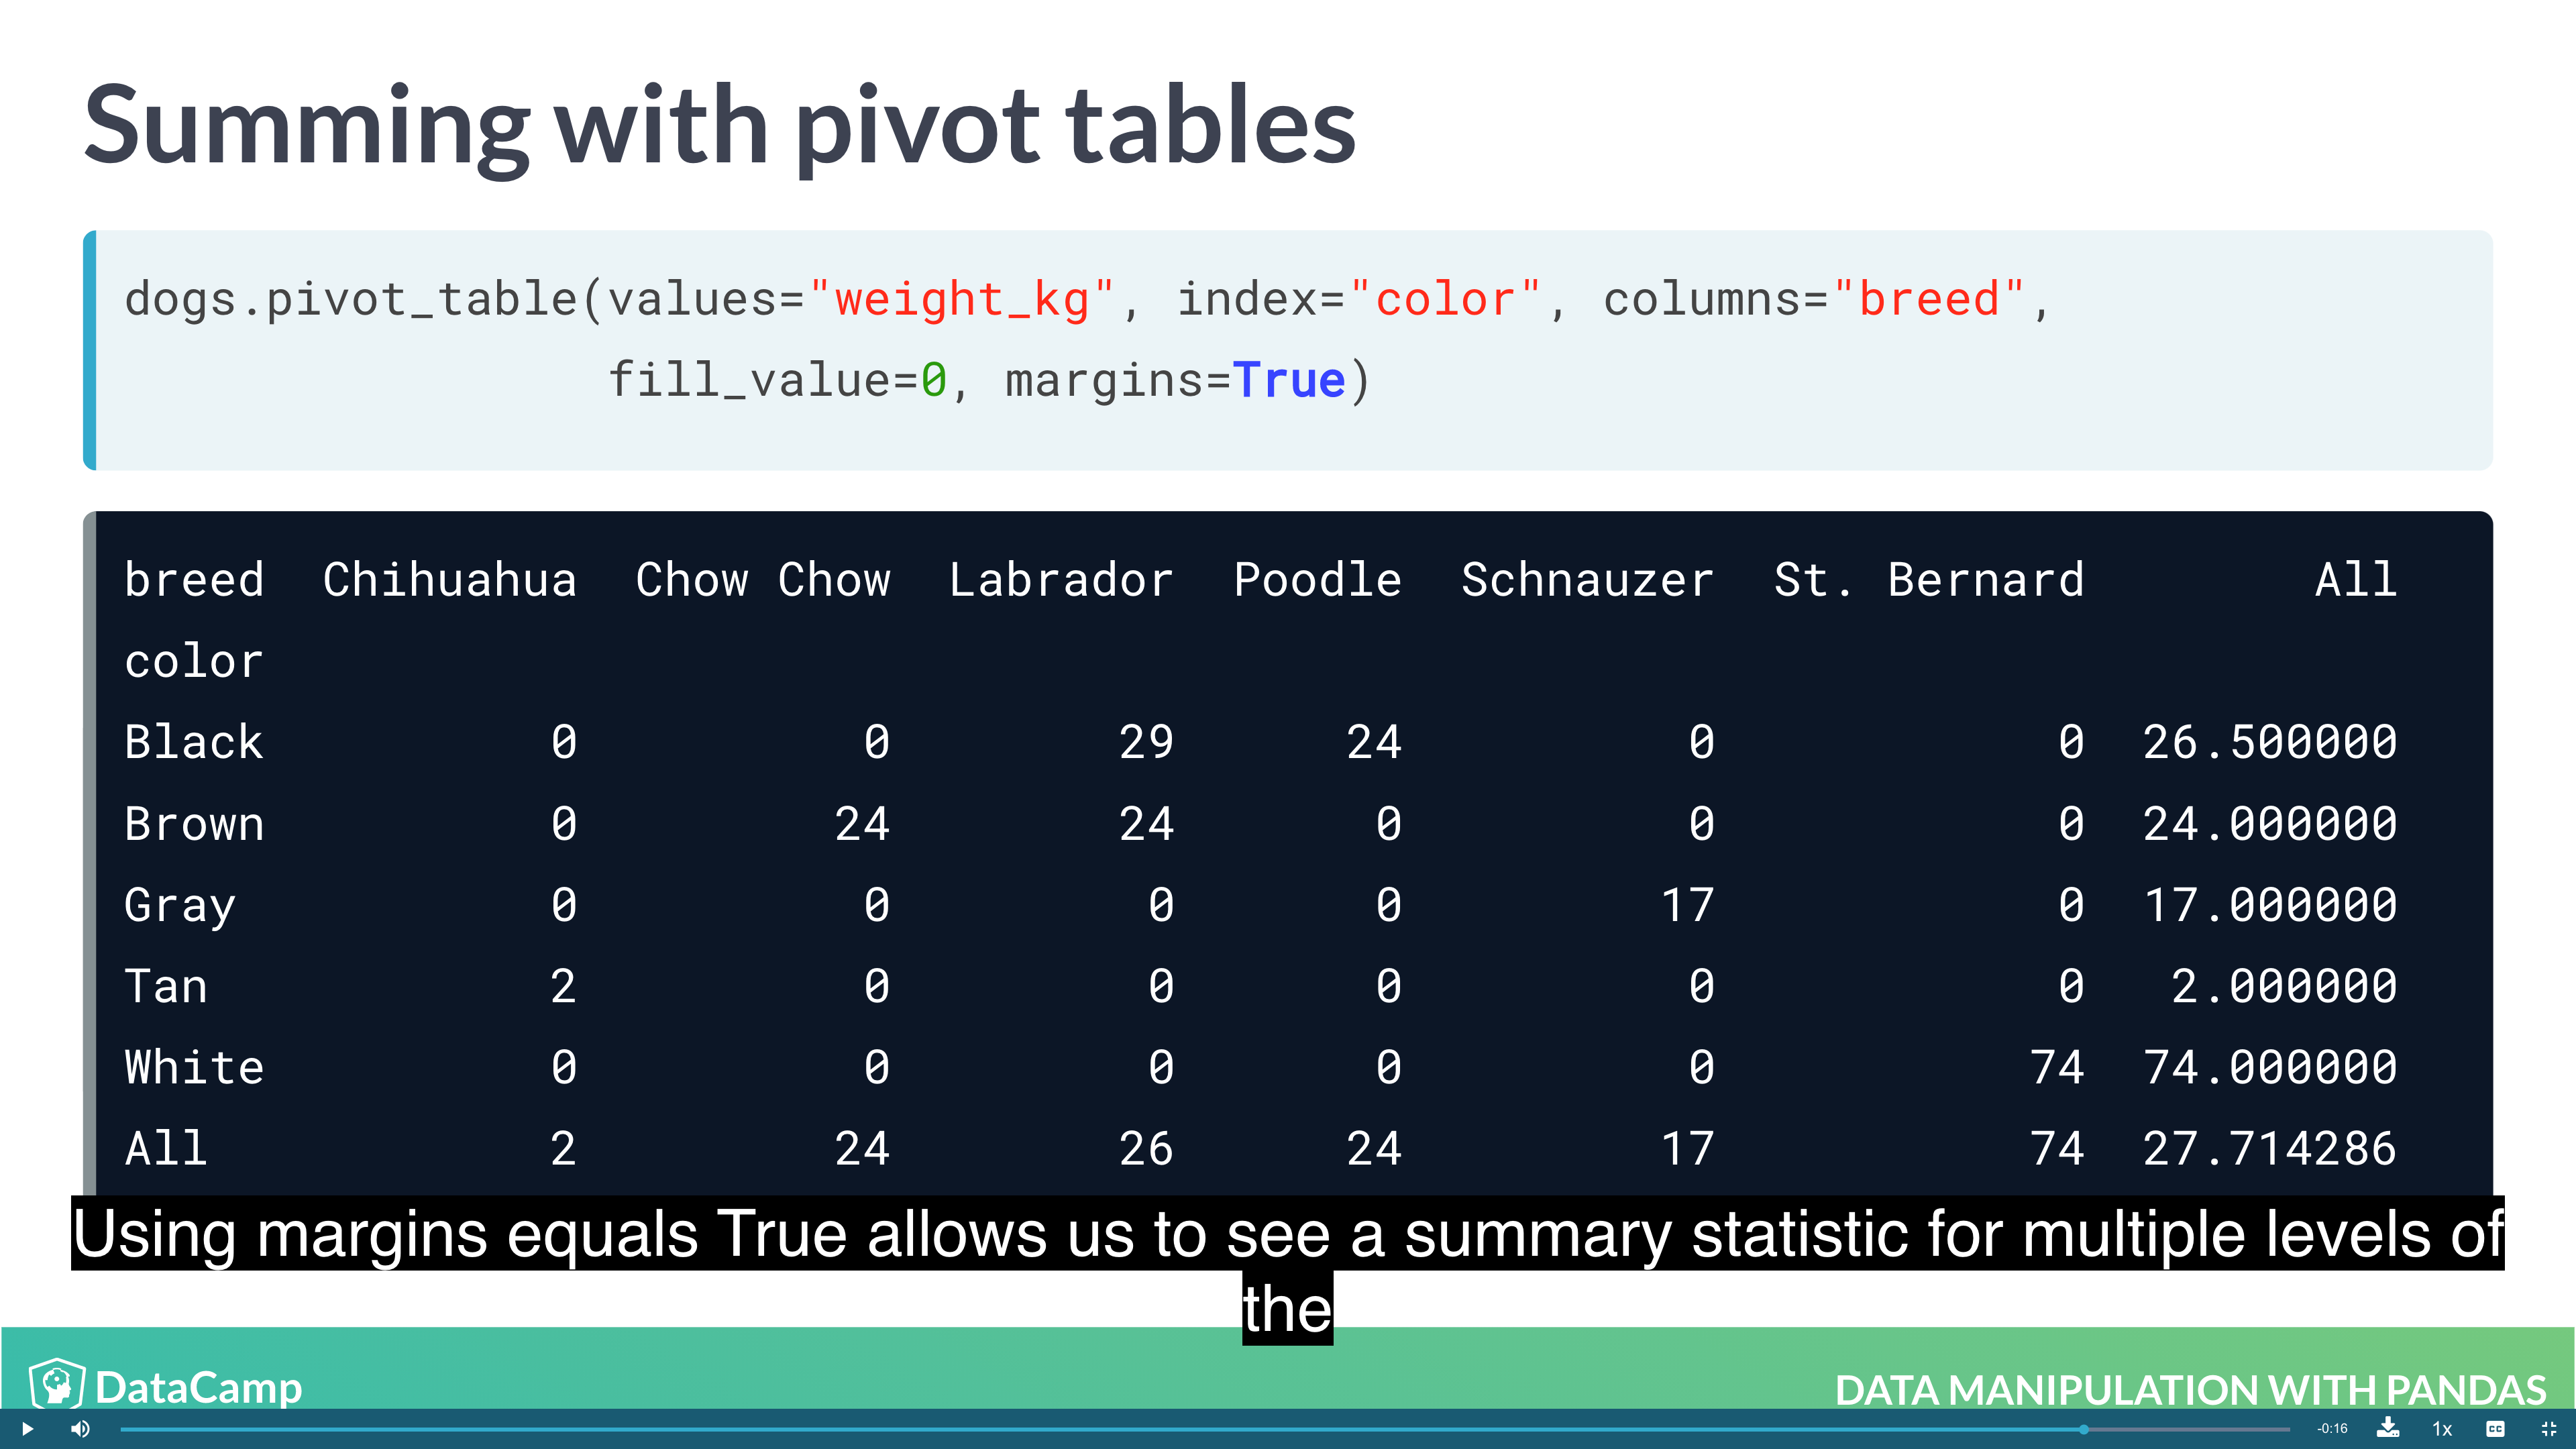 Summing with pivot tables
dogs.pivot_table(values="weight_kg", index="color", columns="breed",
fill_value=0, margins=True)
breed Chihuahua Chow Chow Labrador Poodle Schnauzer St. Bernard All
color
Black 0 0 29 24 0 0 26.500000
Brown 0 24 24 0 0 0 24.000000
Gray 0 0 0 0 17 0 17.000000
Tan 2 0 0 0 0 0 2.000000
White 0 0 0 0 0 74 74.000000
All 2 24 26 24 17 74 27.714286
Using margins equals True allows us to see a summary statistic for multiple levels of
the
DataCamp DATA MANIPULATION WITH PANDAS
-0:16 1x CC